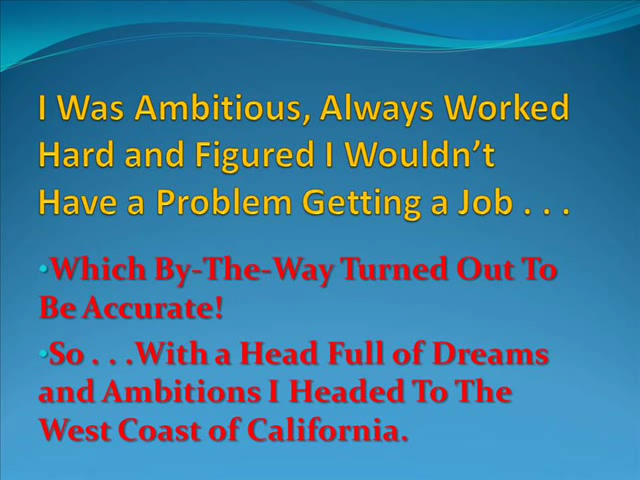 I Was Ambitious, Always Worked
Hard and Figured I Wouldn’t
Have a Problem Getting a Job . . .
•Which By-The-Way Turned Out To
Be Accurate!
•So . . .With a Head Full of Dreams
and Ambitions I Headed To The
West Coast of California.